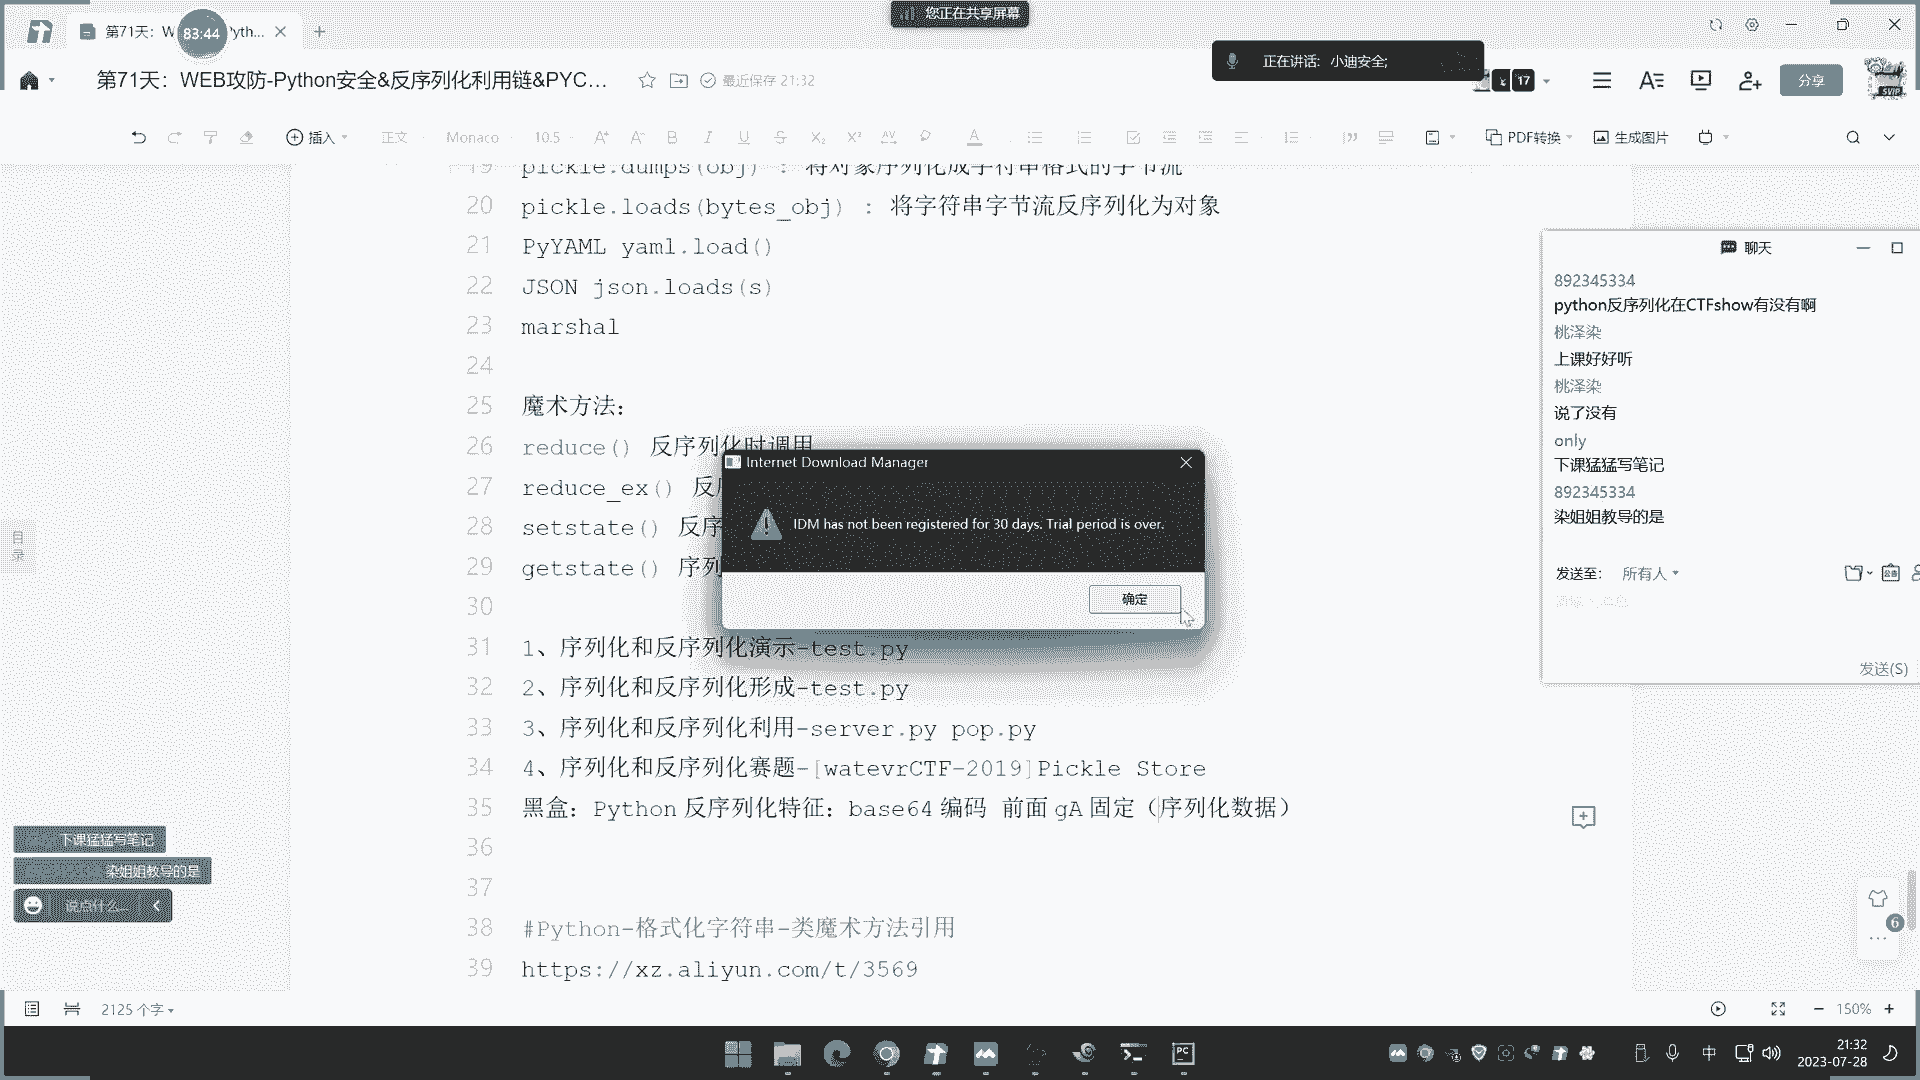 您正在共享屏幕
第71天：W
83:44
yth...
正在讲话：小迪安全;
第71天：WEB攻防-Python安全&反序列化利用链&PYC...
最近保存 21:32
17
分享
SVIP
插入
正文
Monaco
10.5
PDF转换
生成图片
19 pickle.dumps(obj) : 将对象序列化成字符串格式的字节流
20 pickle.loads(bytes_obj) : 将字符串字节流反序列化为对象
21 PyYAML yaml.load()
22 JSON json.loads(s)
23 marshal
24
25 魔术方法：
26 reduce() 反序列化时调用
27 reduce_ex() 反
28 setstate() 反序
29 getstate() 序列
30
31 1、序列化和反序列化演示-test.py
32 2、序列化和反序列化形成-test.py
33 3、序列化和反序列化利用-server.py pop.py
34 4、序列化和反序列化赛题-[watevrCTF-2019]Pickle Store
35 黑盒：Python 反序列化特征：base64 编码 前面 gA 固定（序列化数据）
36
37
38 #Python-格式化字符串-类魔术方法引用
39 https://xz.aliyun.com/t/3569
目录
Internet Download Manager
IDM has not been registered for 30 days. Trial period is over.
确定
聊天
892345334
python反序列化在CTFshow有没有啊
桃泽染
上课好好听
桃泽染
说了没有
only
下课猛猛写笔记
892345334
染姐姐教导的是
发送至：
所有人
发送(S)
下课猛猛写笔记
染姐姐教导的是
说点什么...
6
2125 个字
150%
中
21:32
2023-07-28